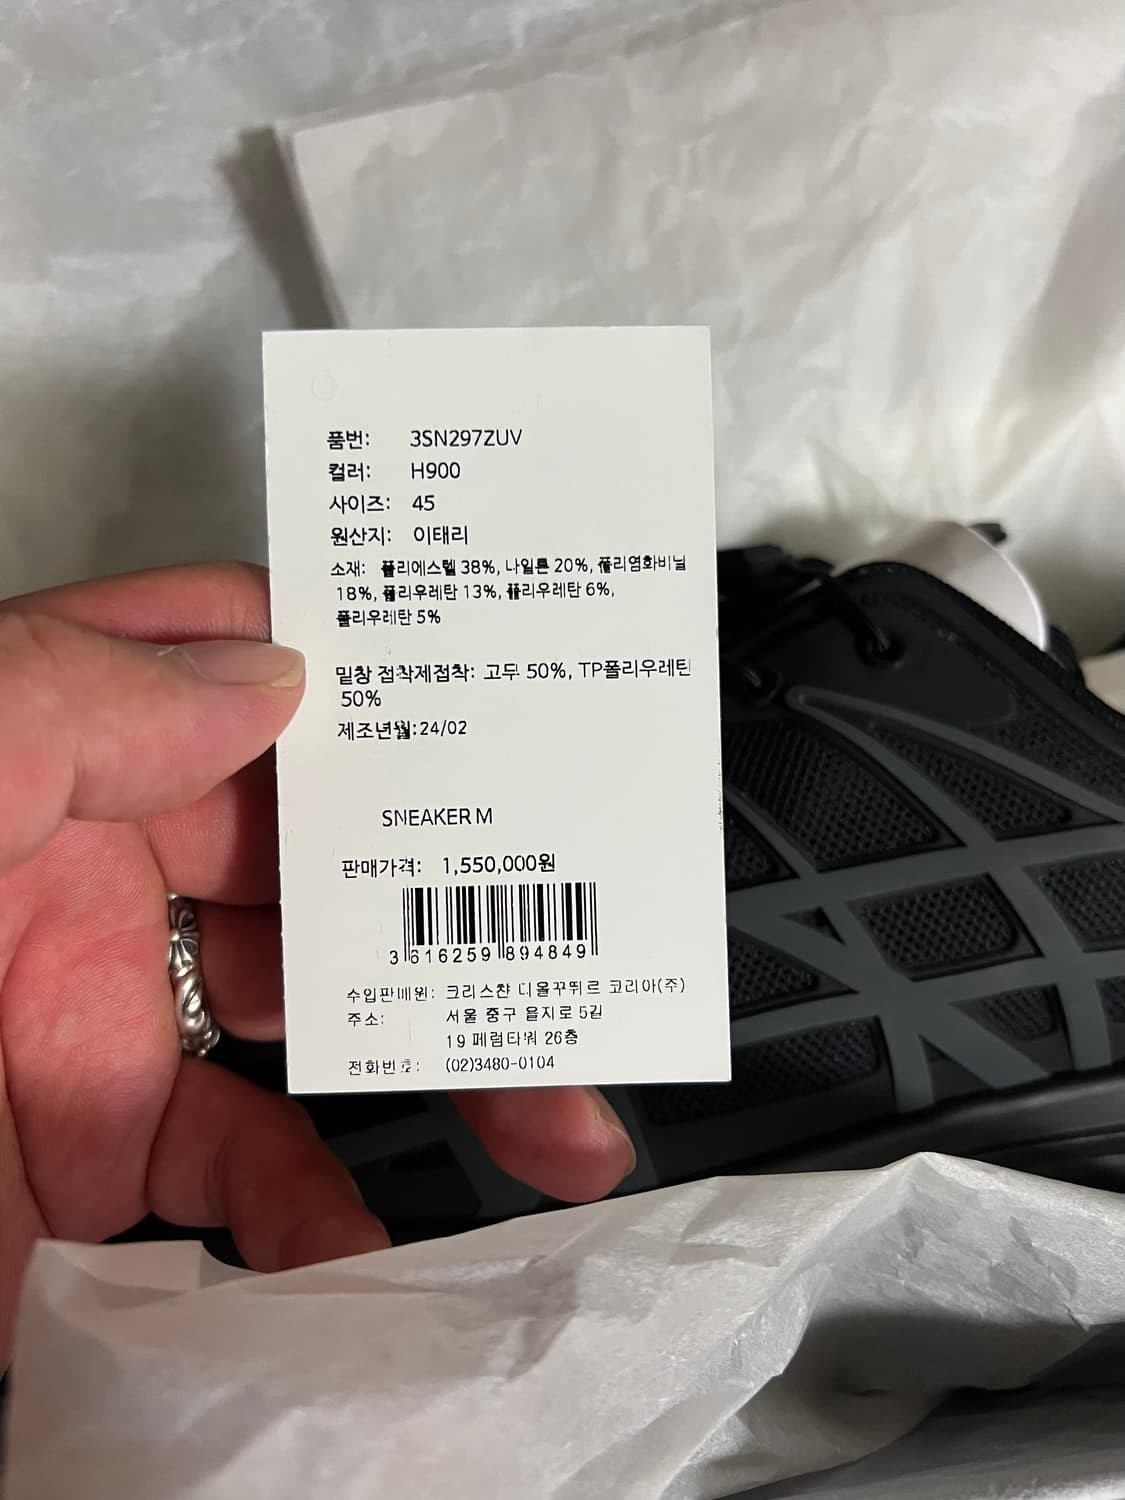 품번: 3SN297ZUV
컬러: H900
사이즈: 45
원산지: 이태리
소재: 폴리에스텔 38%, 나일론 20%, 폴리염화비닐
18%, 폴리우레탄 13%, 폴리우레탄 6%,
폴리우레탄 5%
밑창 접착제접착: 고무 50%, TP폴리우레탄
50%
제조년월:24/02
SNEAKER M
판매가격: 1,550,000원
3 616259 894849
수입판매원: 크리스챤 디올꾸뛰르 코리아(주)
주소: 서울 중구 을지로 5길
19 페럼타워 26층
전화번호: (02)3480-0104